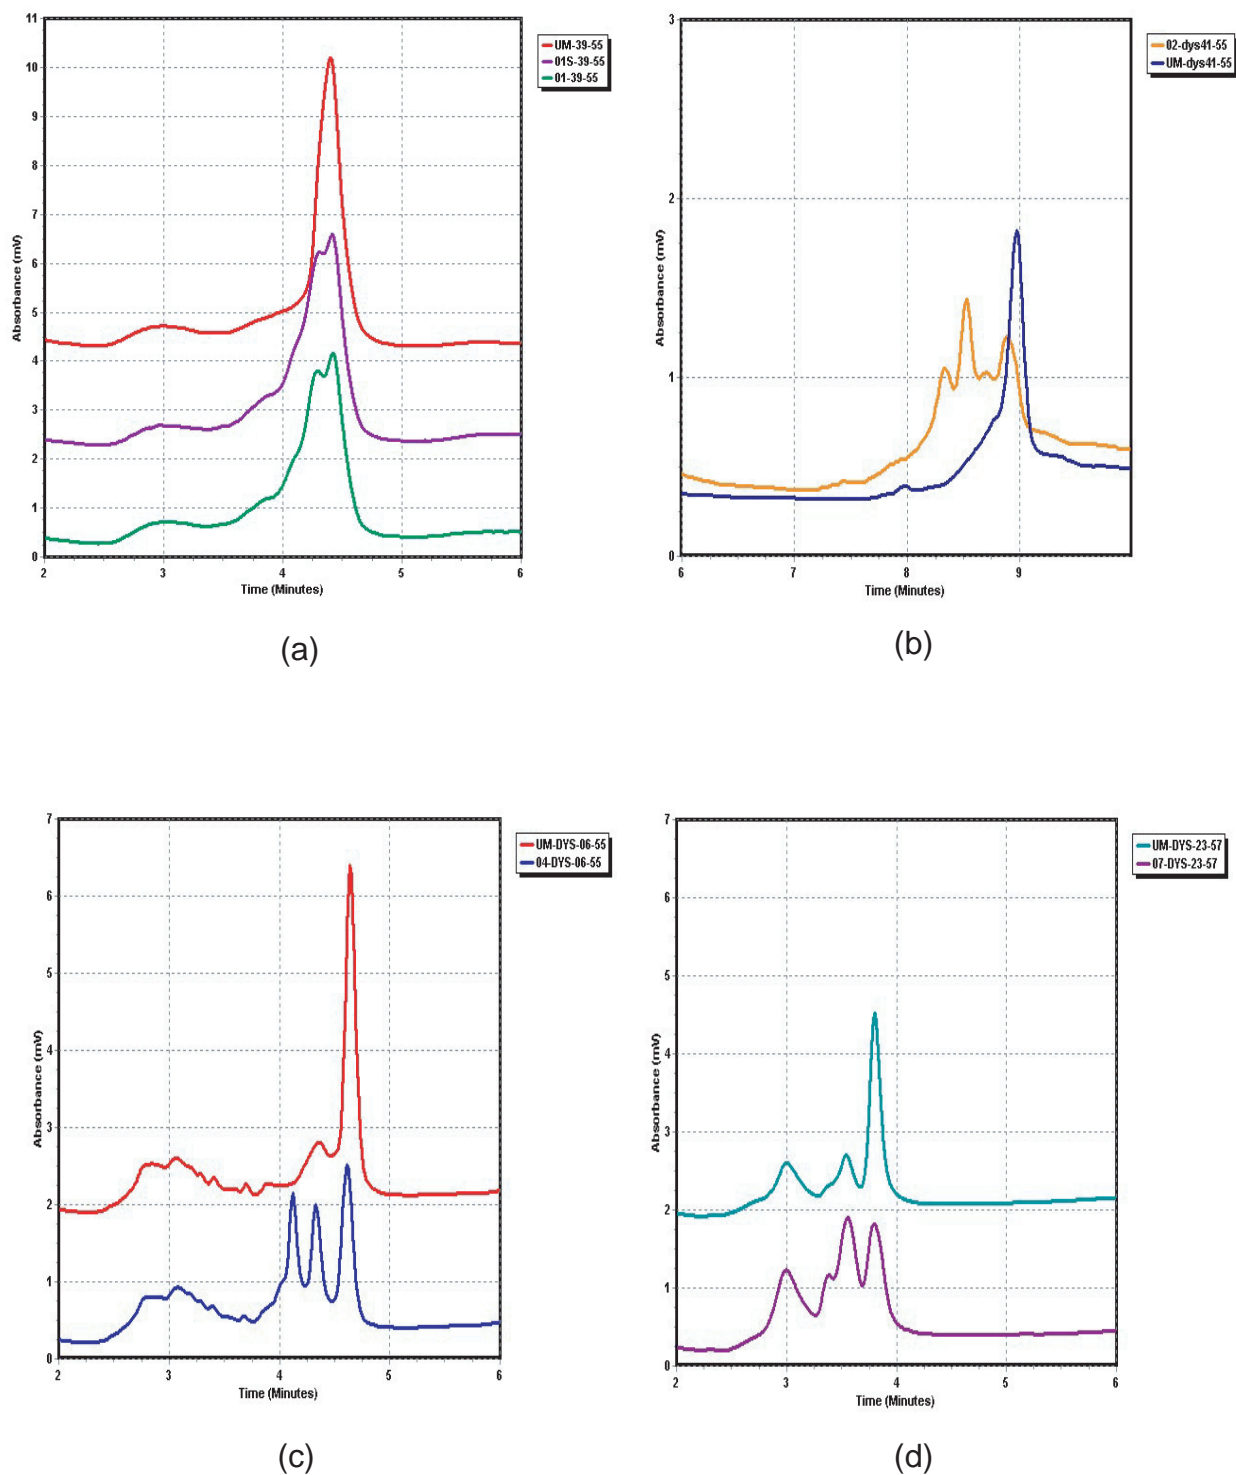 11
10
9
8
7
6
5
4
3
2
1
0
Absorbance (mV)
2 3 4 5 6
Time (Minutes)
UM-39-55
01S-39-55
01-39-55
(a)
3
2
1
0
Absorbance (mV)
6 7 8 9
Time (Minutes)
02-dys41-55
UM-dys41-55
(b)
7
6
5
4
3
2
1
0
Absorbance (mV)
2 3 4 5 6
Time (Minutes)
UM-DYS-06-55
04-DYS-06-55
(c)
7
6
5
4
3
2
1
0
Absorbance (mV)
2 3 4 5 6
Time (Minutes)
UM-DYS-23-57
07-DYS-23-57
(d)